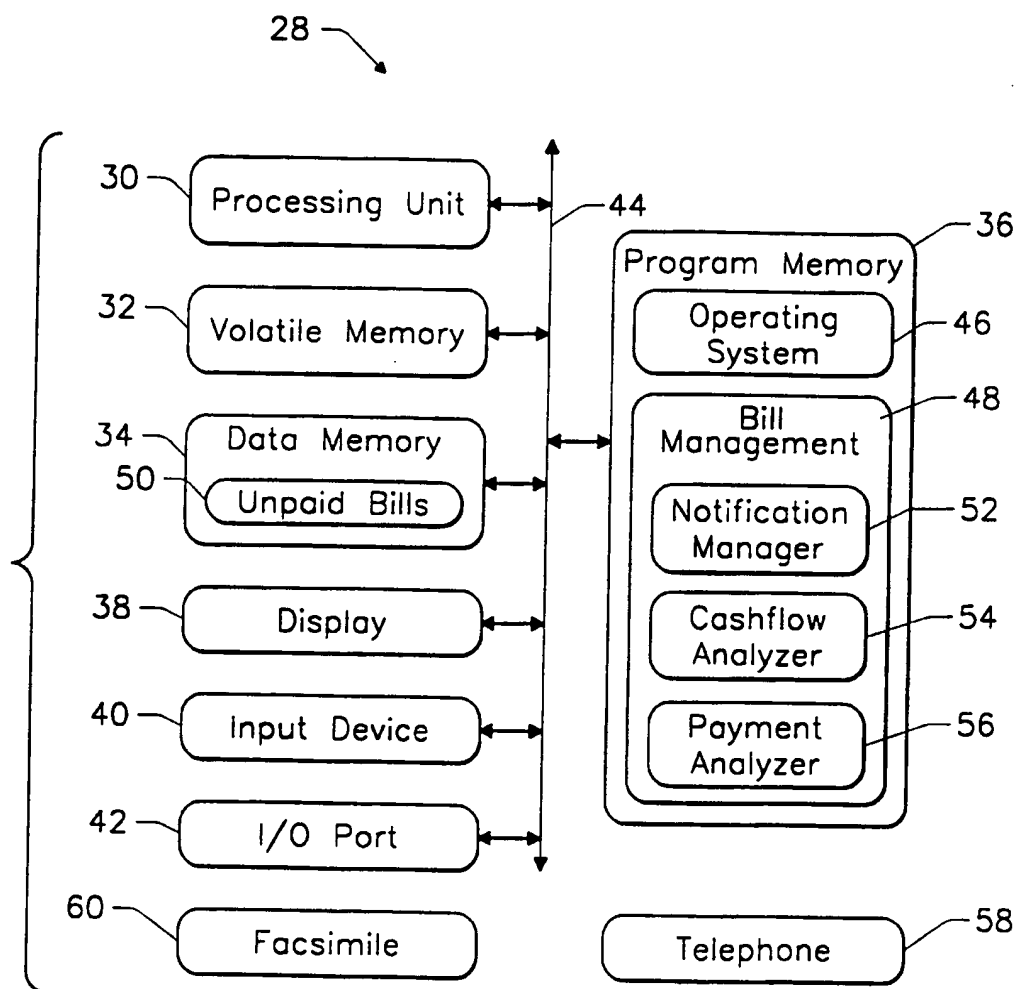 28
30
Processing Unit
44
36
Program Memory
32
Volatile Memory
Operating
System
46
34
Data Memory
50
Unpaid Bills
Bill
Management
48
Notification
Manager
52
38
Display
Cashflow
Analyzer
54
40
Input Device
Payment
Analyzer
56
42
I/O Port
60
Facsimile
Telephone
58